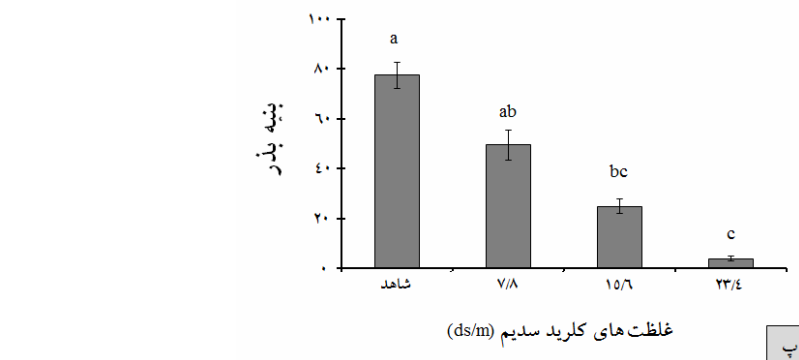 ۱۰۰
a
۸۰
ab
۶۰
بنیه بذر
۴۰
bc
۲۰
c
۰
شاهد
۷/۸
۱۵/۶
۲۳/۴
غلظت های کلرید سدیم (ds/m)
پ